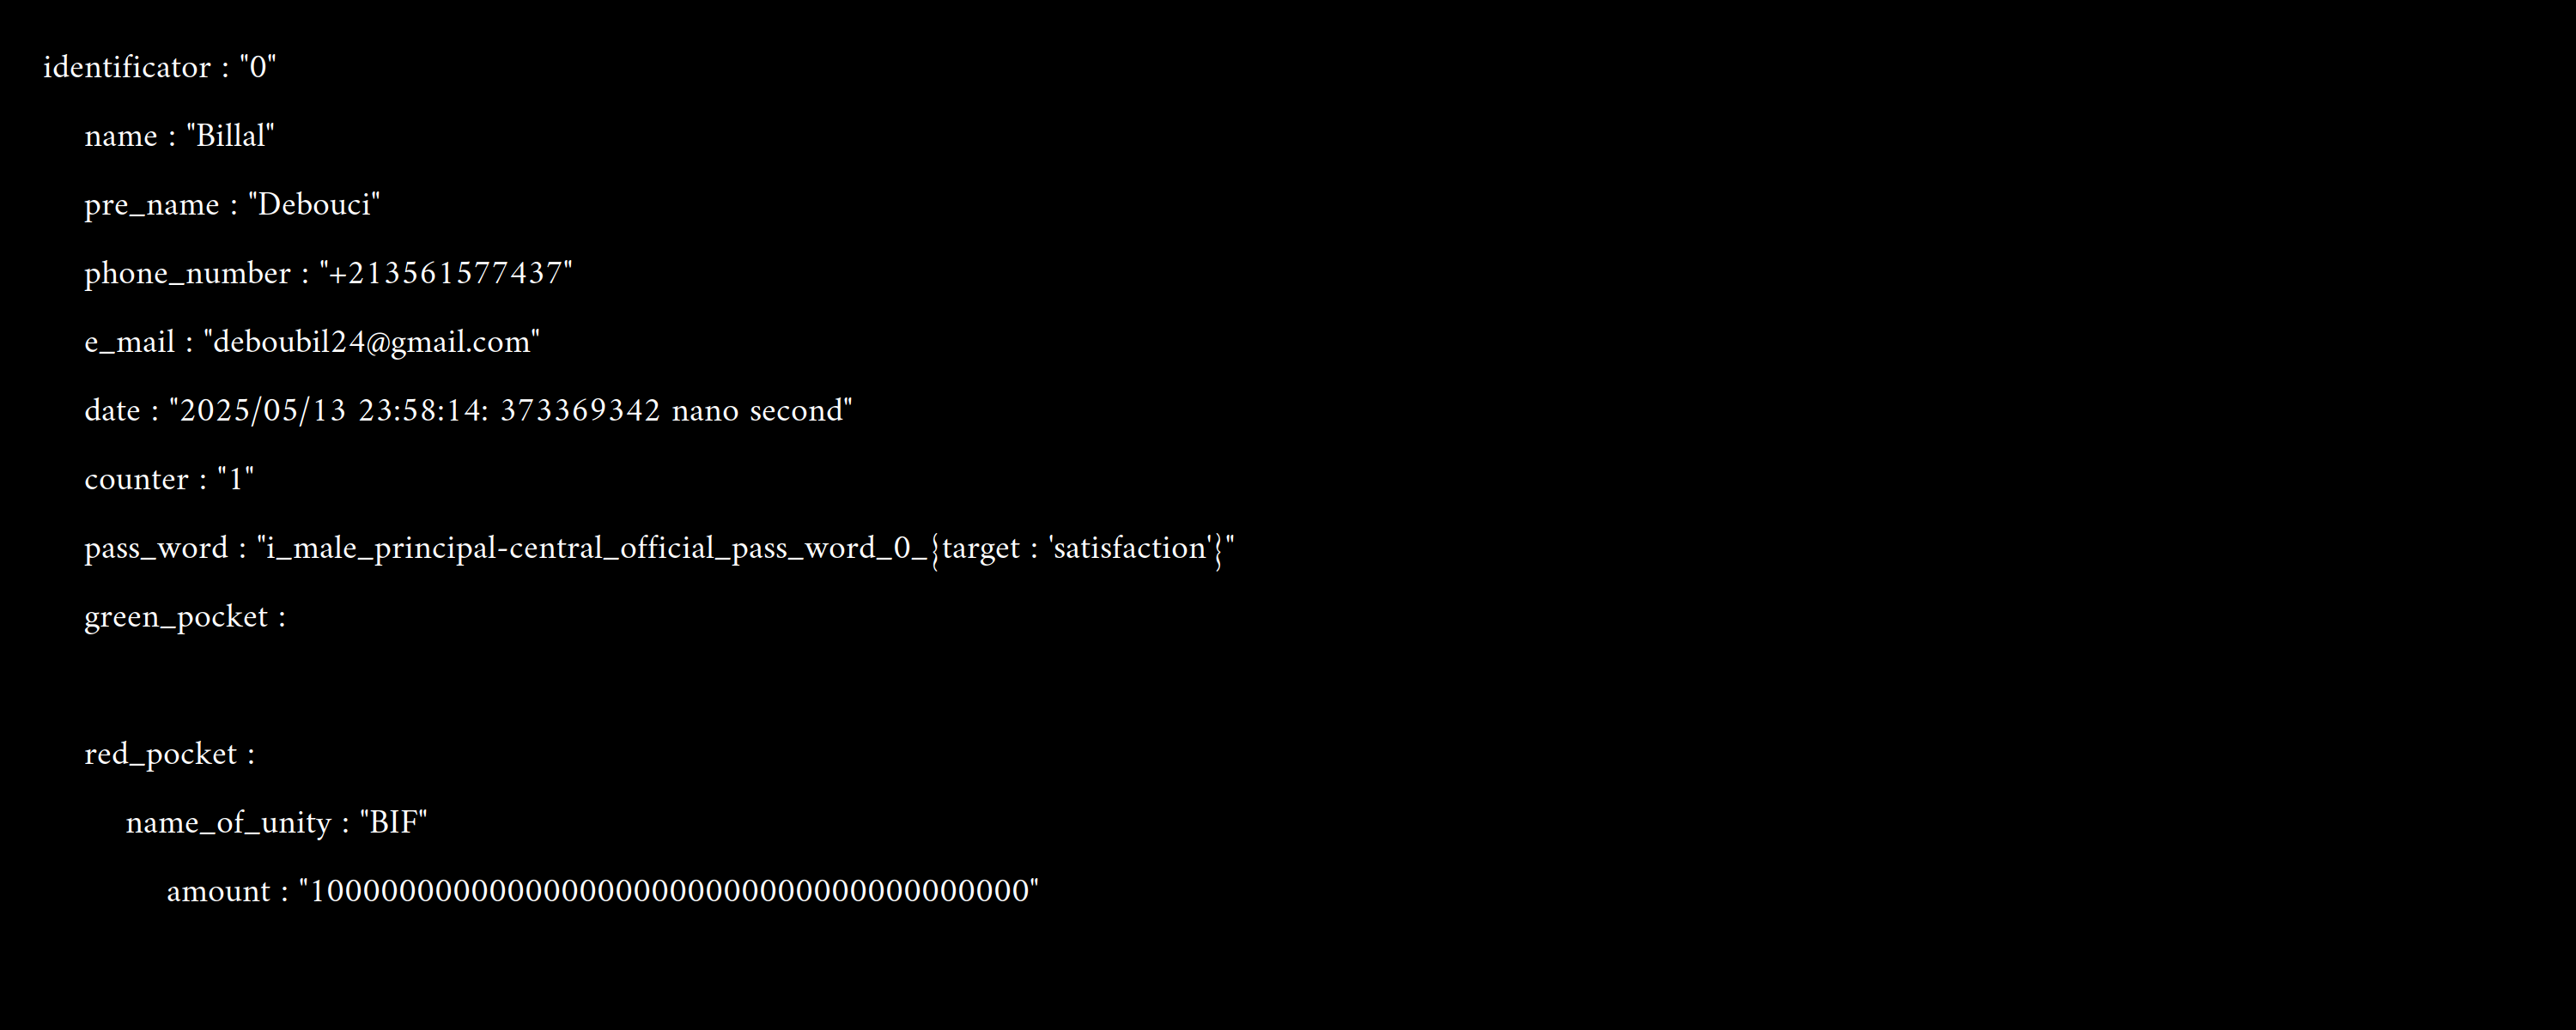 identificator : "0"
name : "Billal"
pre_name : "Debouci"
phone_number : "+213561577437"
e_mail : "deboubil24@gmail.com"
date : "2025/05/13 23:58:14: 373369342 nano second"
counter : "1"
pass_word : "i_male_principal-central_official_pass_word_0_{target : 'satisfaction'}"
green_pocket :
red_pocket :
name_of_unity : "BIF"
amount : "1000000000000000000000000000000000000000"